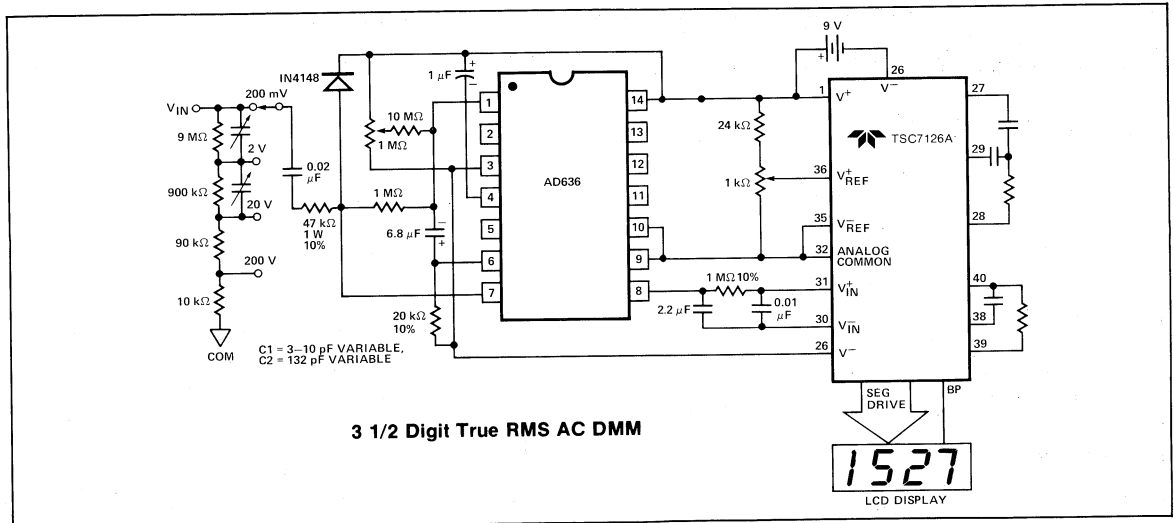 9 V
IN4148
1 µF
+
−
+
26
V−
VIN
200 mV
9 MΩ
2 V
900 kΩ
20 V
90 kΩ
200 V
10 kΩ
COM
0.02
µF
47 kΩ
1 W
10%
10 MΩ
1 MΩ
1 MΩ
6.8 µF
−
+
20 kΩ
10%
C1 = 3–10 pF VARIABLE,
C2 = 132 pF VARIABLE
1
2
3
4
5
6
7
AD636
14
13
12
11
10
9
8
24 kΩ
1 kΩ
1 MΩ 10%
2.2 µF
0.01
µF
1 V+
TSC7126A
36 V+REF
35 V−REF
32 ANALOG
COMMON
31 V+IN
30 V−IN
26 V−
27
29
28
40
38
39
SEG
DRIVE
BP
1527
LCD DISPLAY
3 1/2 Digit True RMS AC DMM